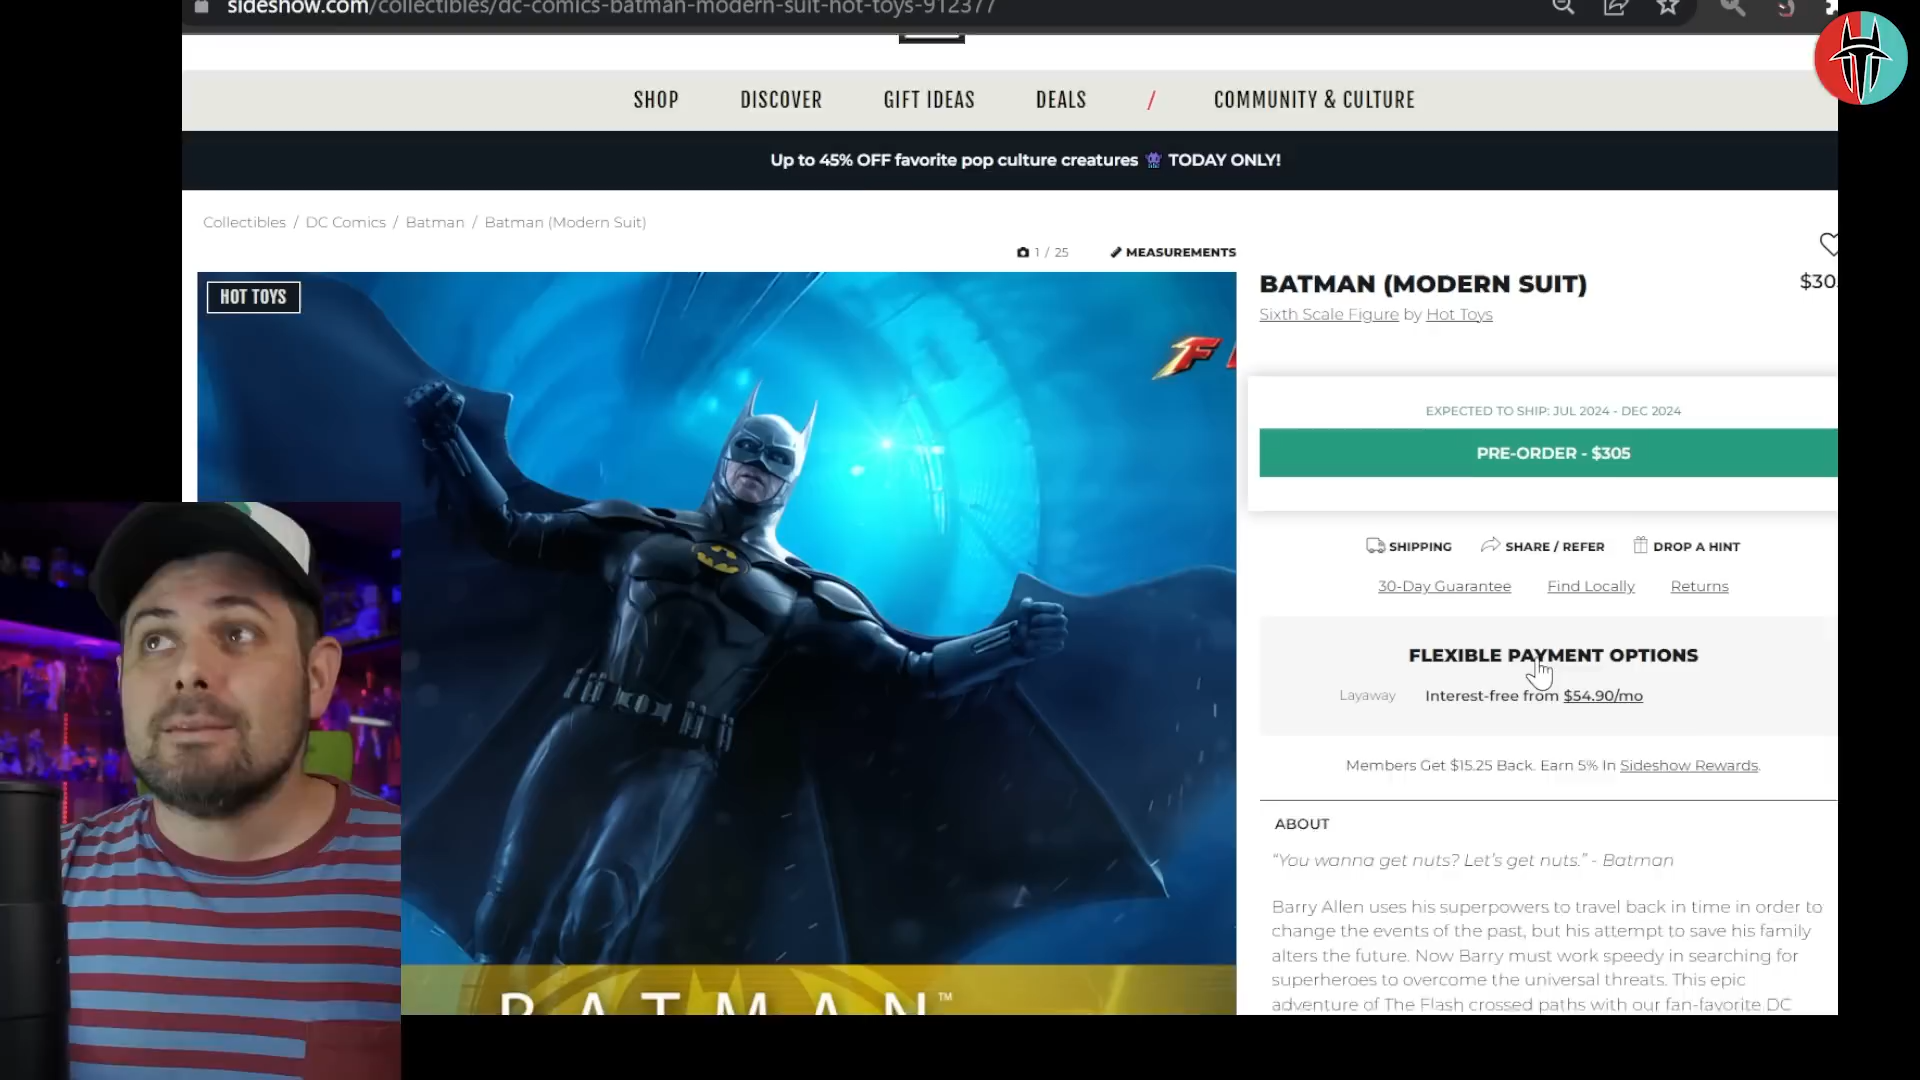 sideshow.com/collectibles/dc-comics-batman-modern-suit-hot-toys-912377
SHOP DISCOVER GIFT IDEAS DEALS / COMMUNITY & CULTURE
Up to 45% OFF favorite pop culture creatures 👾 TODAY ONLY!
Collectibles / DC Comics / Batman / Batman (Modern Suit)
1 / 25 MEASUREMENTS
HOT TOYS
F
BATMAN™
BATMAN (MODERN SUIT)
$30
Sixth Scale Figure by Hot Toys
EXPECTED TO SHIP: JUL 2024 - DEC 2024
PRE-ORDER - $305
SHIPPING SHARE / REFER DROP A HINT
30-Day Guarantee Find Locally Returns
FLEXIBLE PAYMENT OPTIONS
Layaway Interest-free from $54.90/mo
Members Get $15.25 Back. Earn 5% In Sideshow Rewards.
ABOUT
“You wanna get nuts? Let’s get nuts.” - Batman
Barry Allen uses his superpowers to travel back in time in order to
change the events of the past, but his attempt to save his family
alters the future. Now Barry must work speedy in searching for
superheroes to overcome the universal threats. This epic
adventure of The Flash crossed paths with our fan-favorite DC